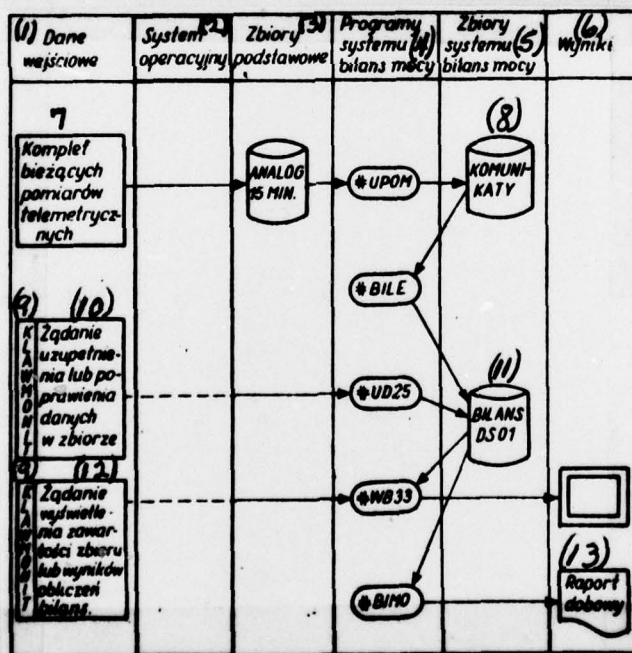 (1) Dane
wejściowe
System (2)
operacyjny
Zbiory (3)
podstawowe
Programy
systemu (4)
bilans mocy
Zbiory
systemu (5)
bilans mocy
(6)
Wyniki
7
Komplet
bieżących
pomiarów
telemetrycz-
nych
ANALOG
15 MIN.
*UPOM
(8)
KOMUNI-
KATY
*BILE
(9) (10)
KLAWMONIT
Żądanie
uzupełnie-
nia lub po-
prawienia
danych
w zbiorze
*UD25
(11)
BILANS
DS01
(9) (12)
KLAWMONIT
Żądanie
wyświetle-
nia zawar-
tości zbioru
lub wyników
obliczeń
bilans.
*WB33
*BIMO
(13)
Raport
dobowy